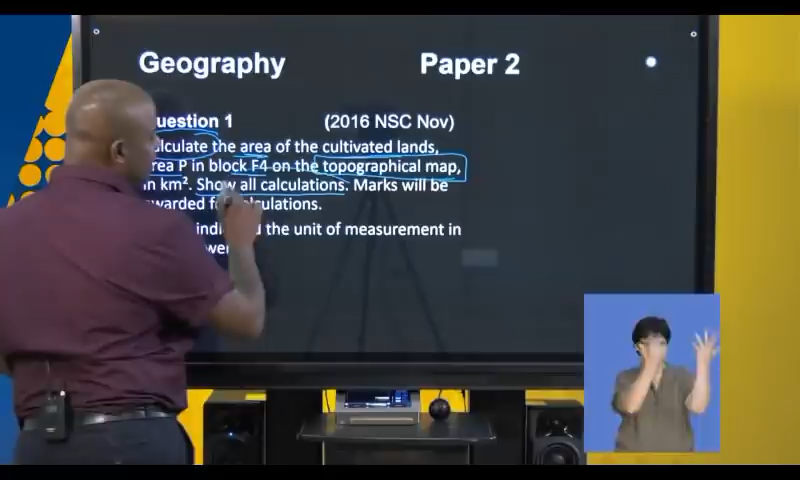 Geography Paper 2
uestion 1 (2016 NSC Nov)
lculate the area of the cultivated lands,
rea P in block F4 on the topographical map,
in km². Show all calculations. Marks will be
warded f lculations.
indi d the unit of measurement in
wer